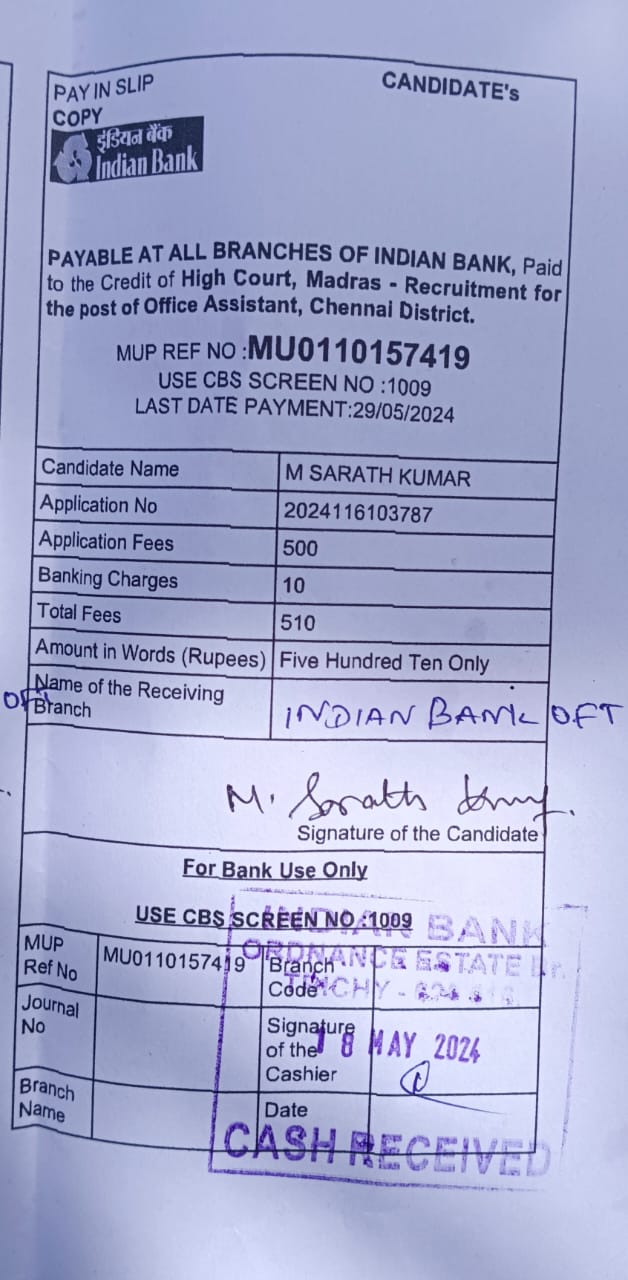 PAY IN SLIP
CANDIDATE's
COPY
इंडियन बैंक
Indian Bank
PAYABLE AT ALL BRANCHES OF INDIAN BANK, Paid
to the Credit of High Court, Madras - Recruitment for
the post of Office Assistant, Chennai District.
MUP REF NO :MU0110157419
USE CBS SCREEN NO :1009
LAST DATE PAYMENT:29/05/2024
Candidate Name M SARATH KUMAR
Application No 2024116103787
Application Fees 500
Banking Charges 10
Total Fees 510
Amount in Words (Rupees) Five Hundred Ten Only
Name of the Receiving
Branch
INDIAN BANK OFT
M. Sarath Kumar.
Signature of the Candidate
For Bank Use Only
USE CBS SCREEN NO :1009
INDIAN BANK
ORDNANCE ESTATE Br.
TRICHY -
MUP
Ref No
MU0110157419
Branch
Code
Journal
No
Signature
of the
Cashier
18 MAY 2024
Branch
Name
Date
CASH RECEIVED